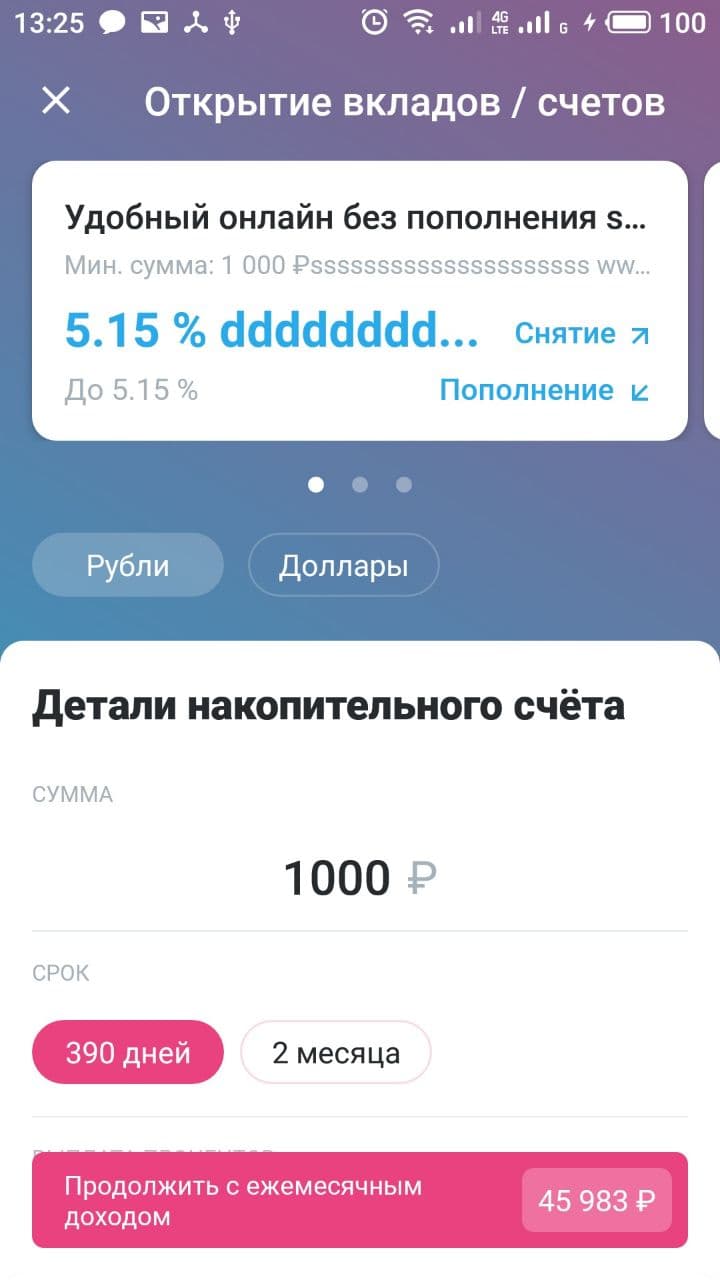 13:25 4G LTE G 100
Открытие вкладов / счетов
Удобный онлайн без пополнения s...
Мин. сумма: 1 000 ₽sssssssssssssssssssss ww...
5.15 % dddddddd... Снятие
До 5.15 % Пополнение
Рубли Доллары
Детали накопительного счёта
СУММА
1000 ₽
СРОК
390 дней 2 месяца
Продолжить с ежемесячным
доходом
45 983 ₽